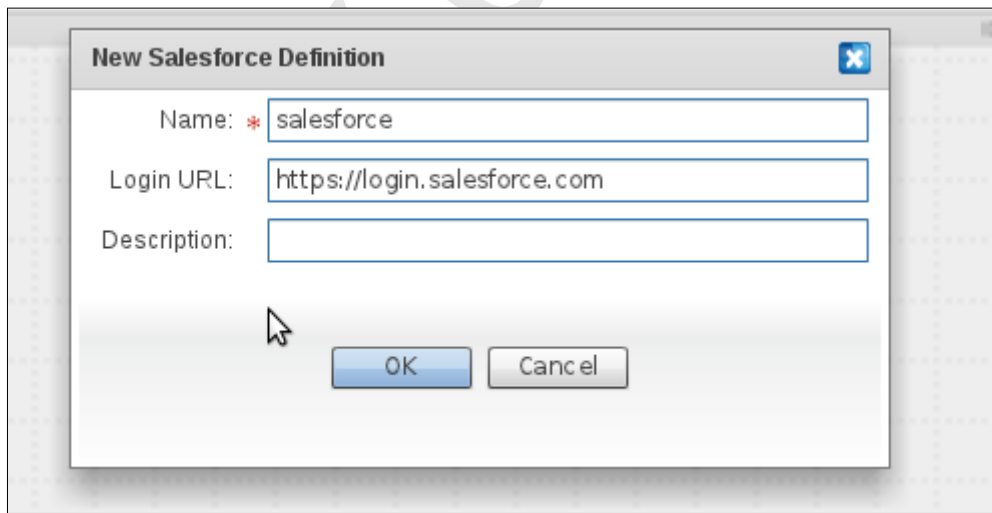 New Salesforce Definition
Name: * salesforce
Login URL: https://login.salesforce.com
Description:
OK Cancel